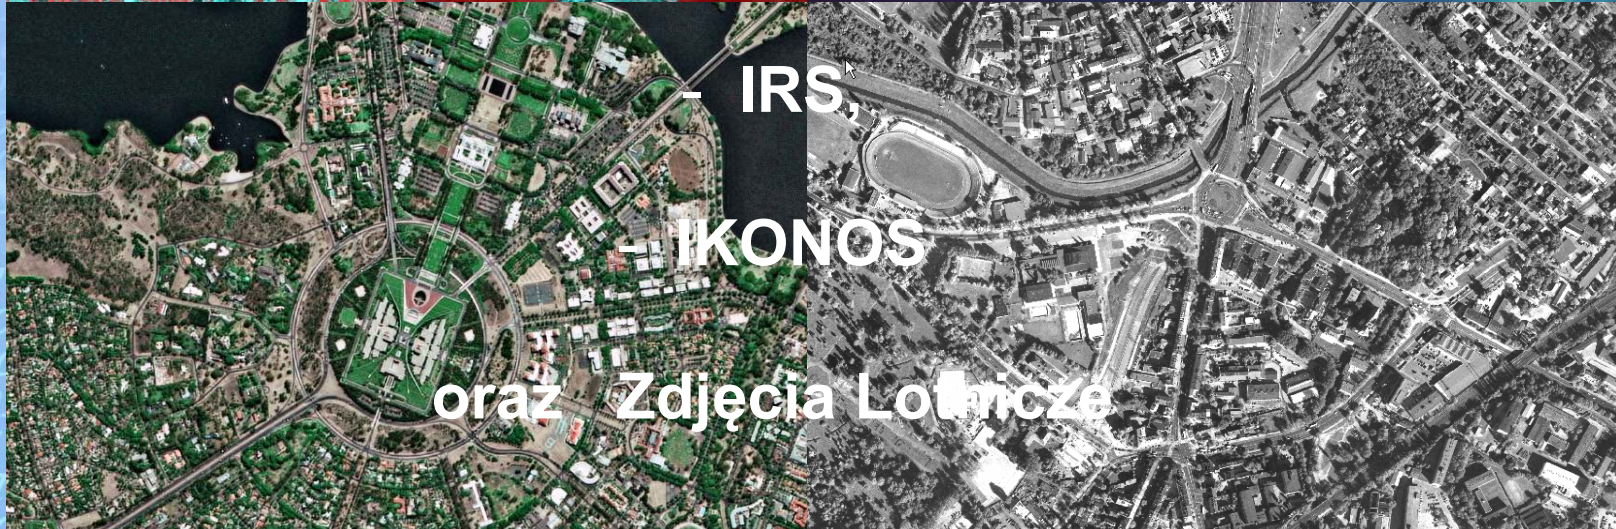 - IRS,
- IKONOS
oraz Zdjęcia Lotnicze